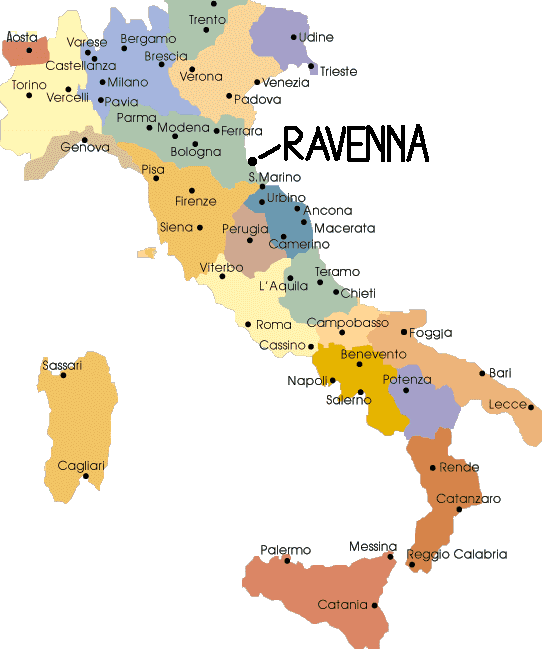 Trento
Aosta
Varese
Bergamo
Udine
Castellanza
Brescia
Trieste
Verona
Torino
Vercelli
Milano
Venezia
Pavia
Padova
Parma
Modena
Ferrara
RAVENNA
Genova
Bologna
Pisa
S.Marino
Firenze
Urbino
Ancona
Siena
Perugia
Macerata
Camerino
Viterbo
L'Aquila
Teramo
Chieti
Roma
Campobasso
Foggia
Cassino
Benevento
Sassari
Napoli
Potenza
Bari
Salerno
Lecce
Cagliari
Rende
Catanzaro
Palermo
Messina
Reggio Calabria
Catania